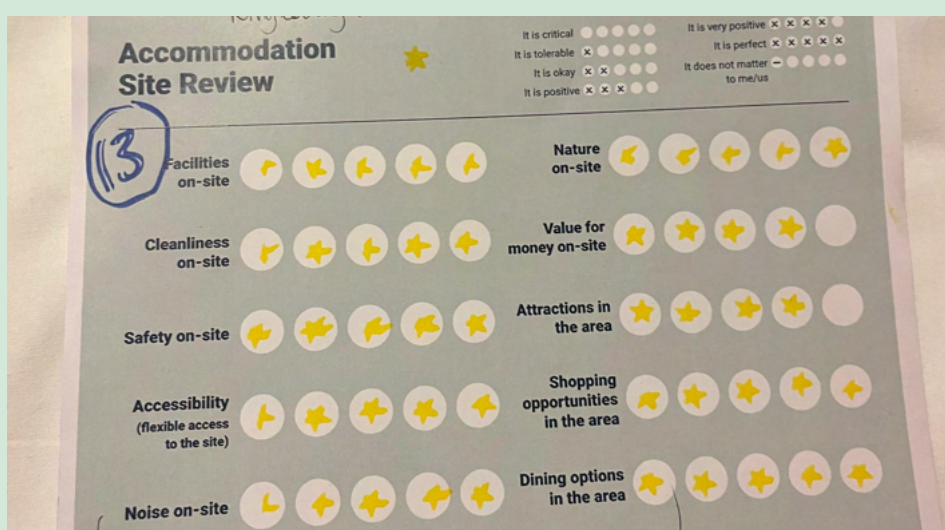 Accommodation
Site Review
It is critical
It is tolerable x
It is okay x x
It is positive x x x
It is very positive x x x x
It is perfect x x x x x
It does not matter –
to me/us
13
Facilities
on-site
Cleanliness
on-site
Safety on-site
Accessibility
(flexible access
to the site)
Noise on-site
Nature
on-site
Value for
money on-site
Attractions in
the area
Shopping
opportunities
in the area
Dining options
in the area